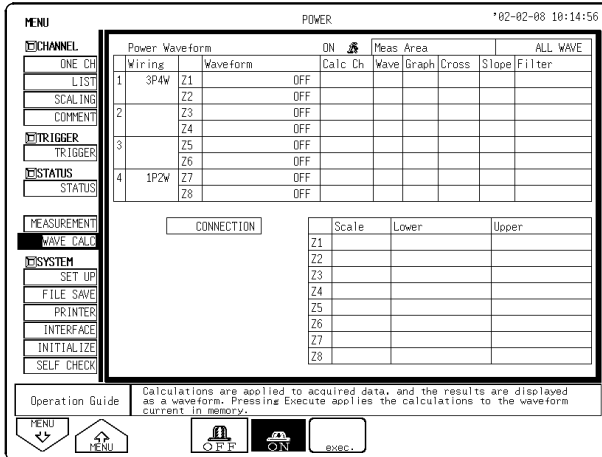 MENU POWER '02-02-08 10:14:56
CHANNEL
ONE CH
LIST
SCALING
COMMENT
TRIGGER
TRIGGER
STATUS
STATUS
MEASUREMENT
WAVE CALC
SYSTEM
SET UP
FILE SAVE
PRINTER
INTERFACE
INITIALIZE
SELF CHECK
Power Waveform ON Meas Area ALL WAVE
Wiring Waveform Calc Ch Wave Graph Cross Slope Filter
1 3P4W Z1 OFF
Z2 OFF
2 Z3 OFF
Z4 OFF
3 Z5 OFF
Z6 OFF
4 1P2W Z7 OFF
Z8 OFF
CONNECTION
Scale Lower Upper
Z1
Z2
Z3
Z4
Z5
Z6
Z7
Z8
Operation Guide
Calculations are applied to acquired data, and the results are displayed
as a waveform. Pressing Execute applies the calculations to the waveform
current in memory.
MENU
MENU
OFF
ON
exec.